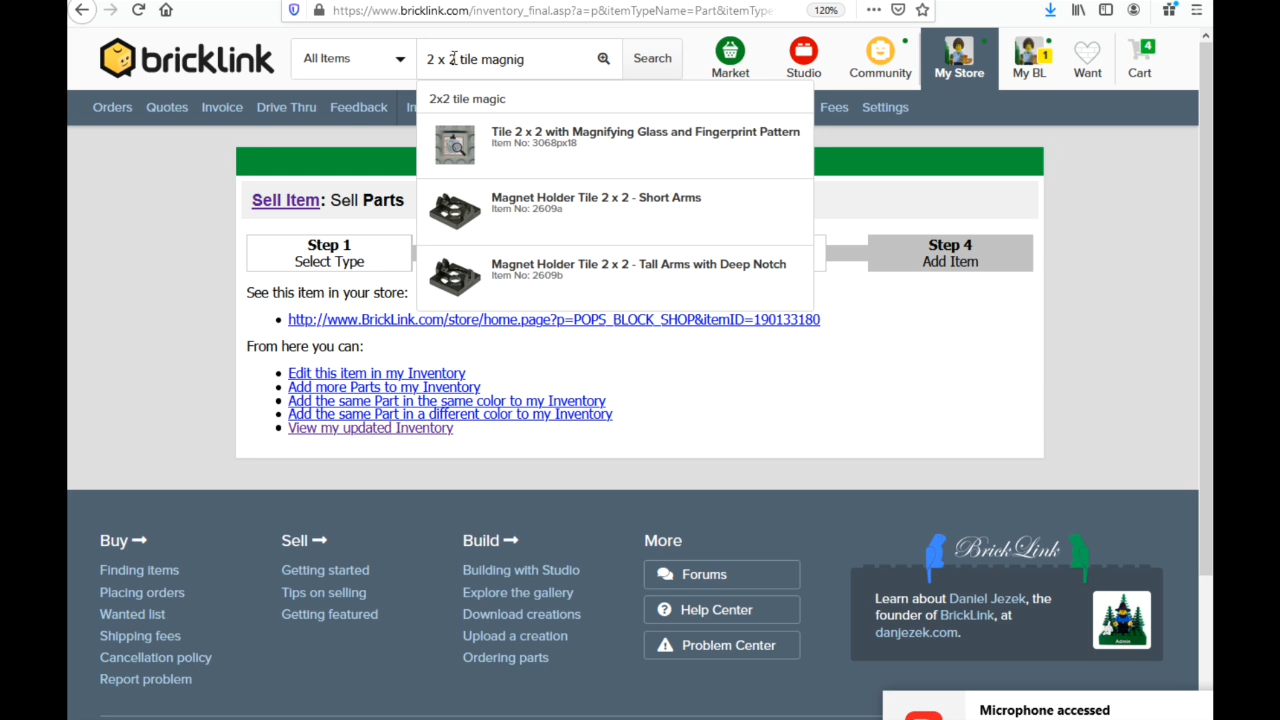 https://www.bricklink.com/inventory_final.asp?a=p&itemTypeName=Part&itemType
120%
bricklink
All Items
2 x 2 tile magnig
Search
Market
Studio
Community
My Store
1
My BL
Want
4
Cart
Orders Quotes Invoice Drive Thru Feedback In Fees Settings
2x2 tile magic
Tile 2 x 2 with Magnifying Glass and Fingerprint Pattern
Item No: 3068px18
Magnet Holder Tile 2 x 2 - Short Arms
Item No: 2609a
Magnet Holder Tile 2 x 2 - Tall Arms with Deep Notch
Item No: 2609b
Sell Item: Sell Parts
Step 1
Select Type
Step 4
Add Item
See this item in your store:
http://www.BrickLink.com/store/home.page?p=POPS_BLOCK_SHOP&itemID=190133180
From here you can:
Edit this item in my Inventory
Add more Parts to my Inventory
Add the same Part in the same color to my Inventory
Add the same Part in a different color to my Inventory
View my updated Inventory
Buy
Finding items
Placing orders
Wanted list
Shipping fees
Cancellation policy
Report problem
Sell
Getting started
Tips on selling
Getting featured
Build
Building with Studio
Explore the gallery
Download creations
Upload a creation
Ordering parts
More
Forums
Help Center
Problem Center
BrickLink
Learn about Daniel Jezek, the
founder of BrickLink, at
danjezek.com.
Admin
Microphone accessed